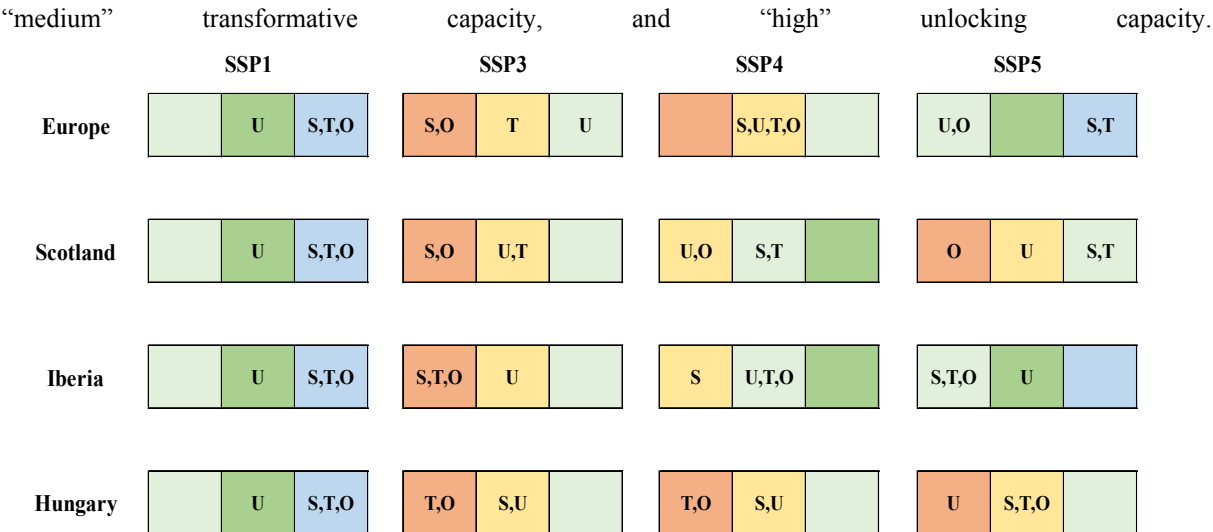 “medium” transformative capacity, and “high” unlocking capacity.
SSP1 SSP3 SSP4 SSP5
Europe U S,T,O S,O T U S,U,T,O U,O S,T
Scotland U S,T,O S,O U,T U,O S,T O U S,T
Iberia U S,T,O S,T,O U S U,T,O S,T,O U
Hungary U S,T,O T,O S,U T,O S,U U S,T,O